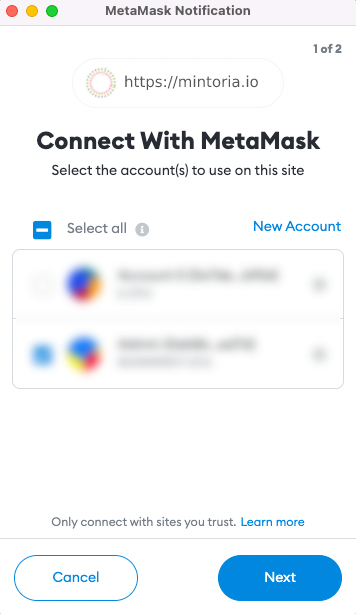 MetaMask Notification
1 of 2
https://mintoria.io
Connect With MetaMask
Select the account(s) to use on this site
Select all
New Account
Only connect with sites you trust. Learn more
Cancel
Next